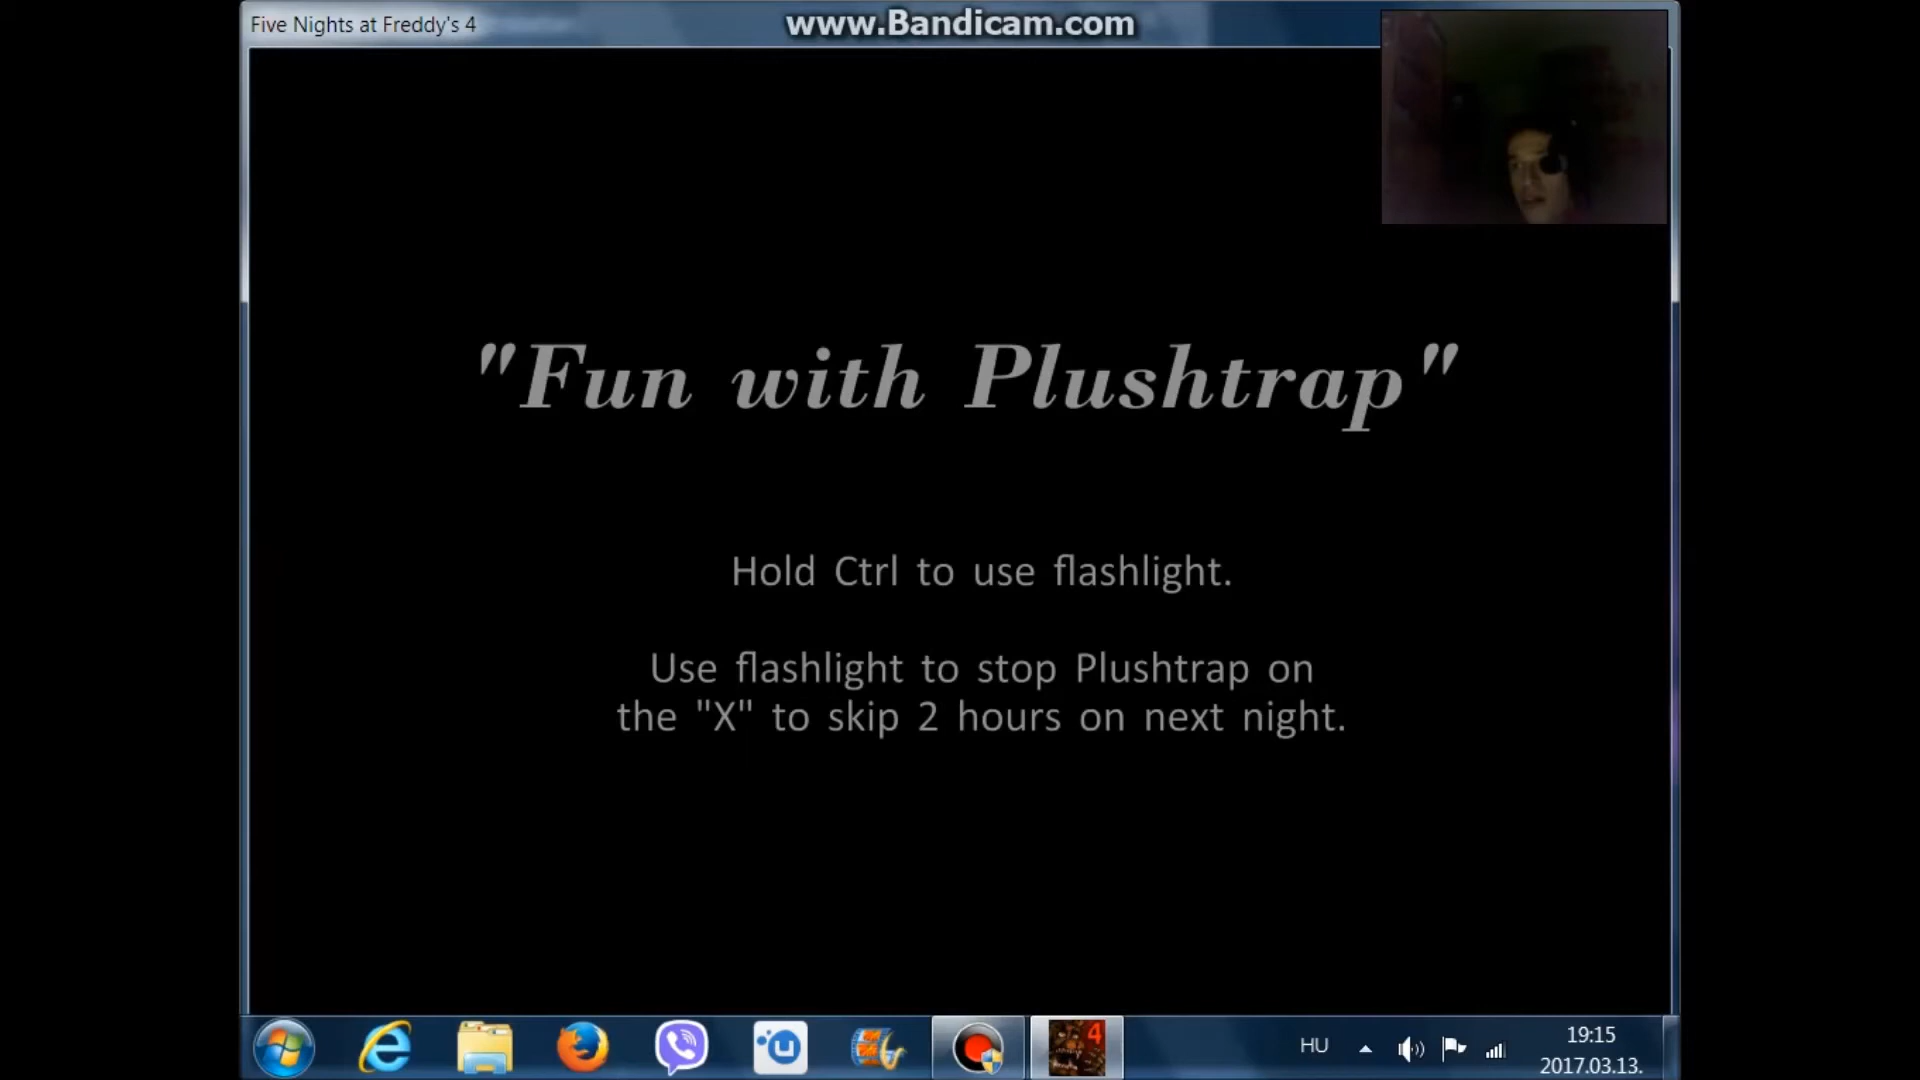 Five Nights at Freddy's 4
www.Bandicam.com
"Fun with Plushtrap"
Hold Ctrl to use flashlight.
Use flashlight to stop Plushtrap on
the "X" to skip 2 hours on next night.
4
HU
19:15
2017.03.13.